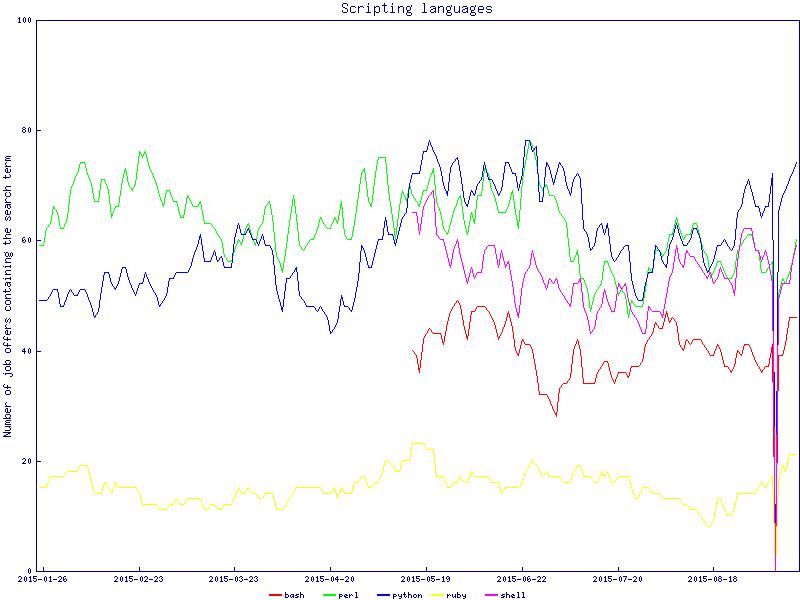 Scripting languages
100
80
60
40
20
0
Number of job offers containing the search term
2015-01-26 2015-02-23 2015-03-23 2015-04-20 2015-05-19 2015-06-22 2015-07-20 2015-08-18
bash perl python ruby shell